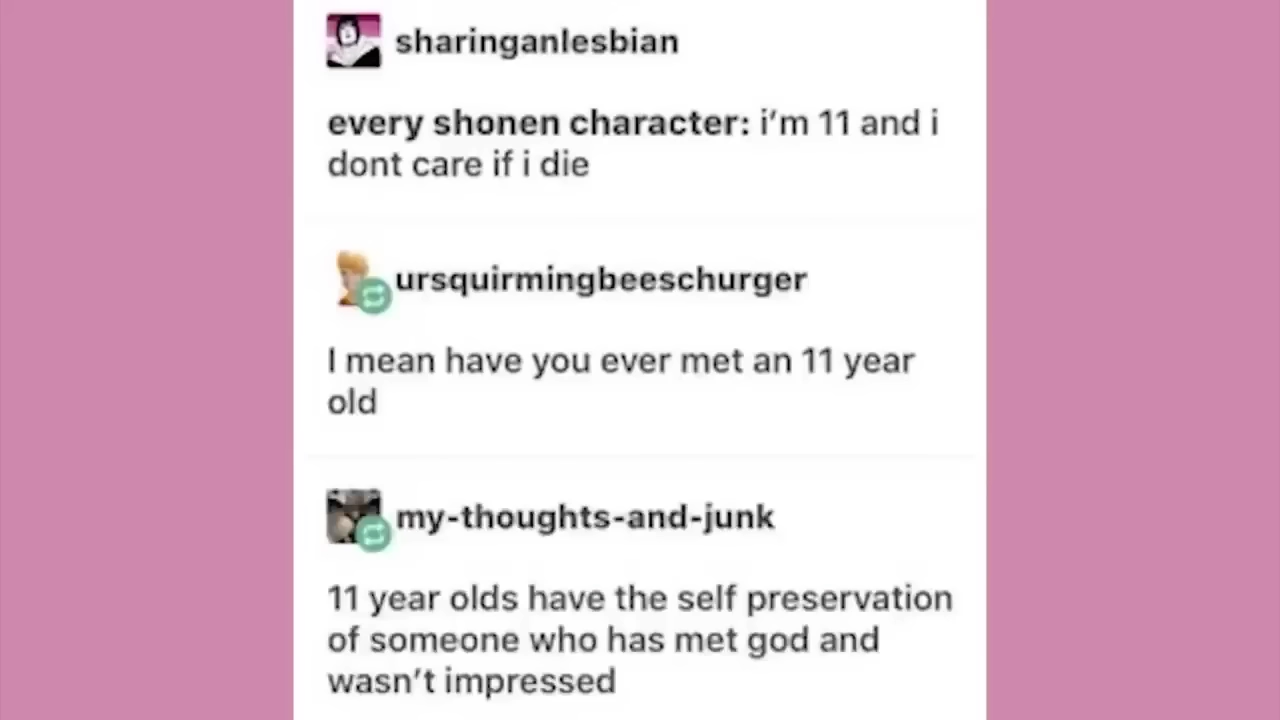 sharinganlesbian
every shonen character: i'm 11 and i
dont care if i die
ursquirmingbeeschurger
I mean have you ever met an 11 year
old
my-thoughts-and-junk
11 year olds have the self preservation
of someone who has met god and
wasn't impressed